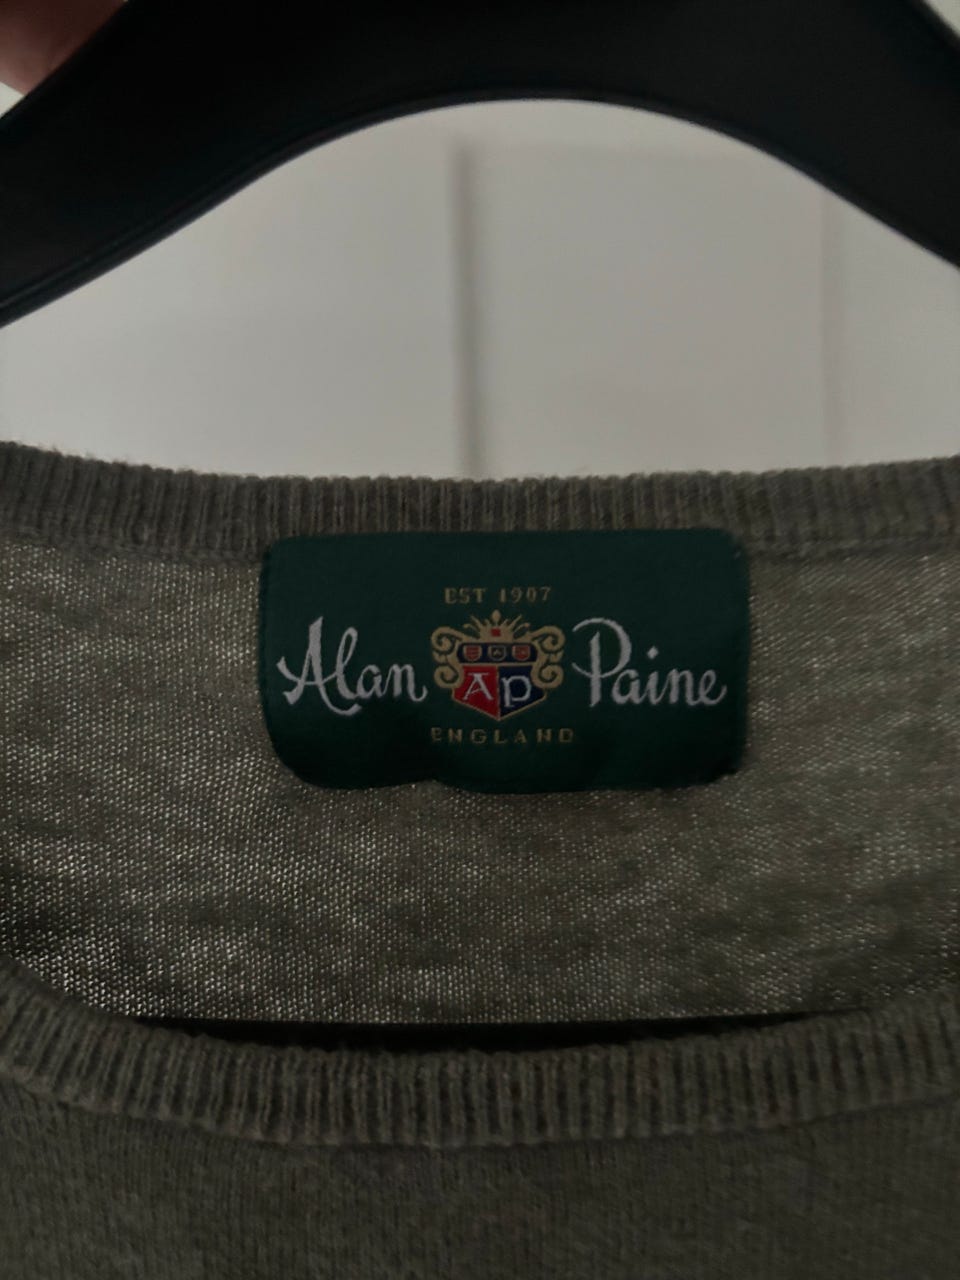 EST 1907
Alan AP Paine
ENGLAND